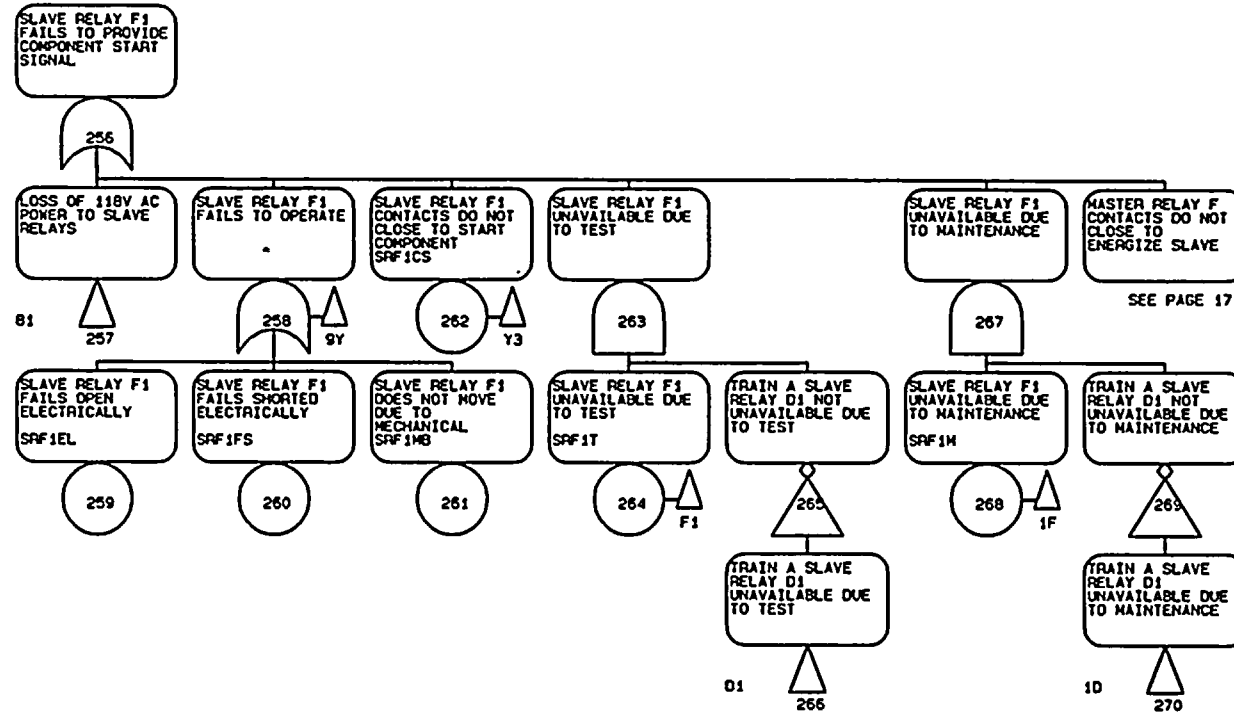 SLAVE RELAY F1
FAILS TO PROVIDE
COMPONENT START
SIGNAL
256
LOSS OF 118V AC
POWER TO SLAVE
RELAYS
SLAVE RELAY F1
FAILS TO OPERATE
SLAVE RELAY F1
CONTACTS DO NOT
CLOSE TO START
COMPONENT
SRF1CS
SLAVE RELAY F1
UNAVAILABLE DUE
TO TEST
SLAVE RELAY F1
UNAVAILABLE DUE
TO MAINTENANCE
MASTER RELAY F
CONTACTS DO NOT
CLOSE TO
ENERGIZE SLAVE
SEE PAGE 17
81
257
258
9Y
262
Y3
263
267
SLAVE RELAY F1
FAILS OPEN
ELECTRICALLY
SRF1EL
SLAVE RELAY F1
FAILS SHORTED
ELECTRICALLY
SRF1FS
SLAVE RELAY F1
DOES NOT MOVE
DUE TO
MECHANICAL
SRF1MB
SLAVE RELAY F1
UNAVAILABLE DUE
TO TEST
SRF1T
TRAIN A SLAVE
RELAY D1 NOT
UNAVAILABLE DUE
TO TEST
SLAVE RELAY F1
UNAVAILABLE DUE
TO MAINTENANCE
SRF1M
TRAIN A SLAVE
RELAY D1 NOT
UNAVAILABLE DUE
TO MAINTENANCE
259
260
261
264
F1
265
268
1F
269
TRAIN A SLAVE
RELAY D1
UNAVAILABLE DUE
TO TEST
TRAIN A SLAVE
RELAY D1
UNAVAILABLE DUE
TO MAINTENANCE
D1
266
1D
270